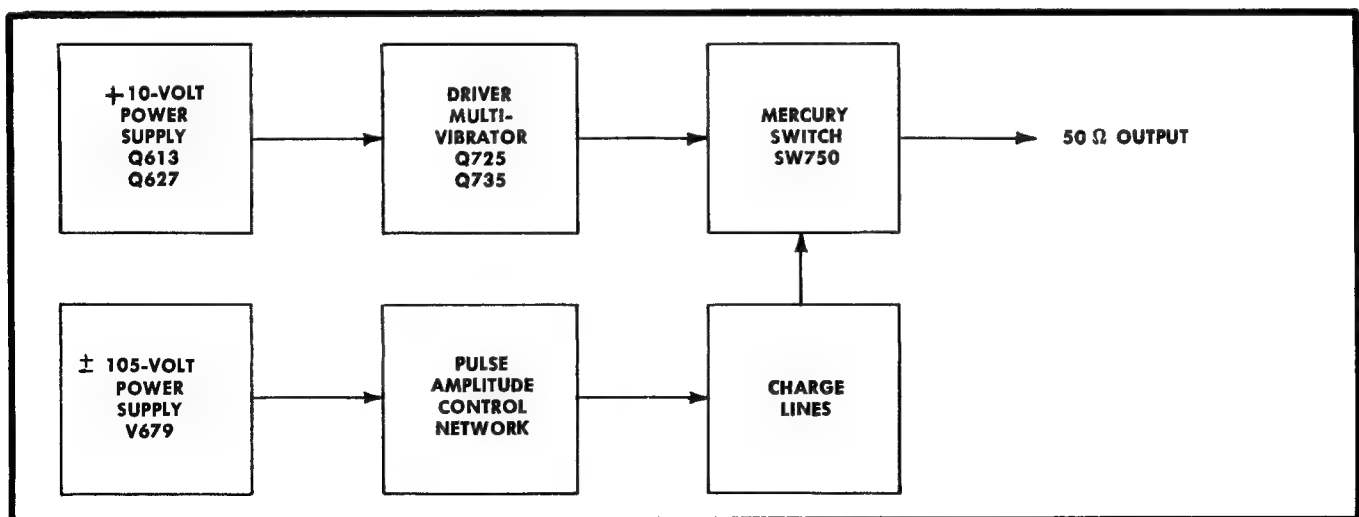 +10-VOLT
POWER
SUPPLY
Q613
Q627
DRIVER
MULTI-
VIBRATOR
Q725
Q735
MERCURY
SWITCH
SW750
50 Ω OUTPUT
± 105-VOLT
POWER
SUPPLY
V679
PULSE
AMPLITUDE
CONTROL
NETWORK
CHARGE
LINES